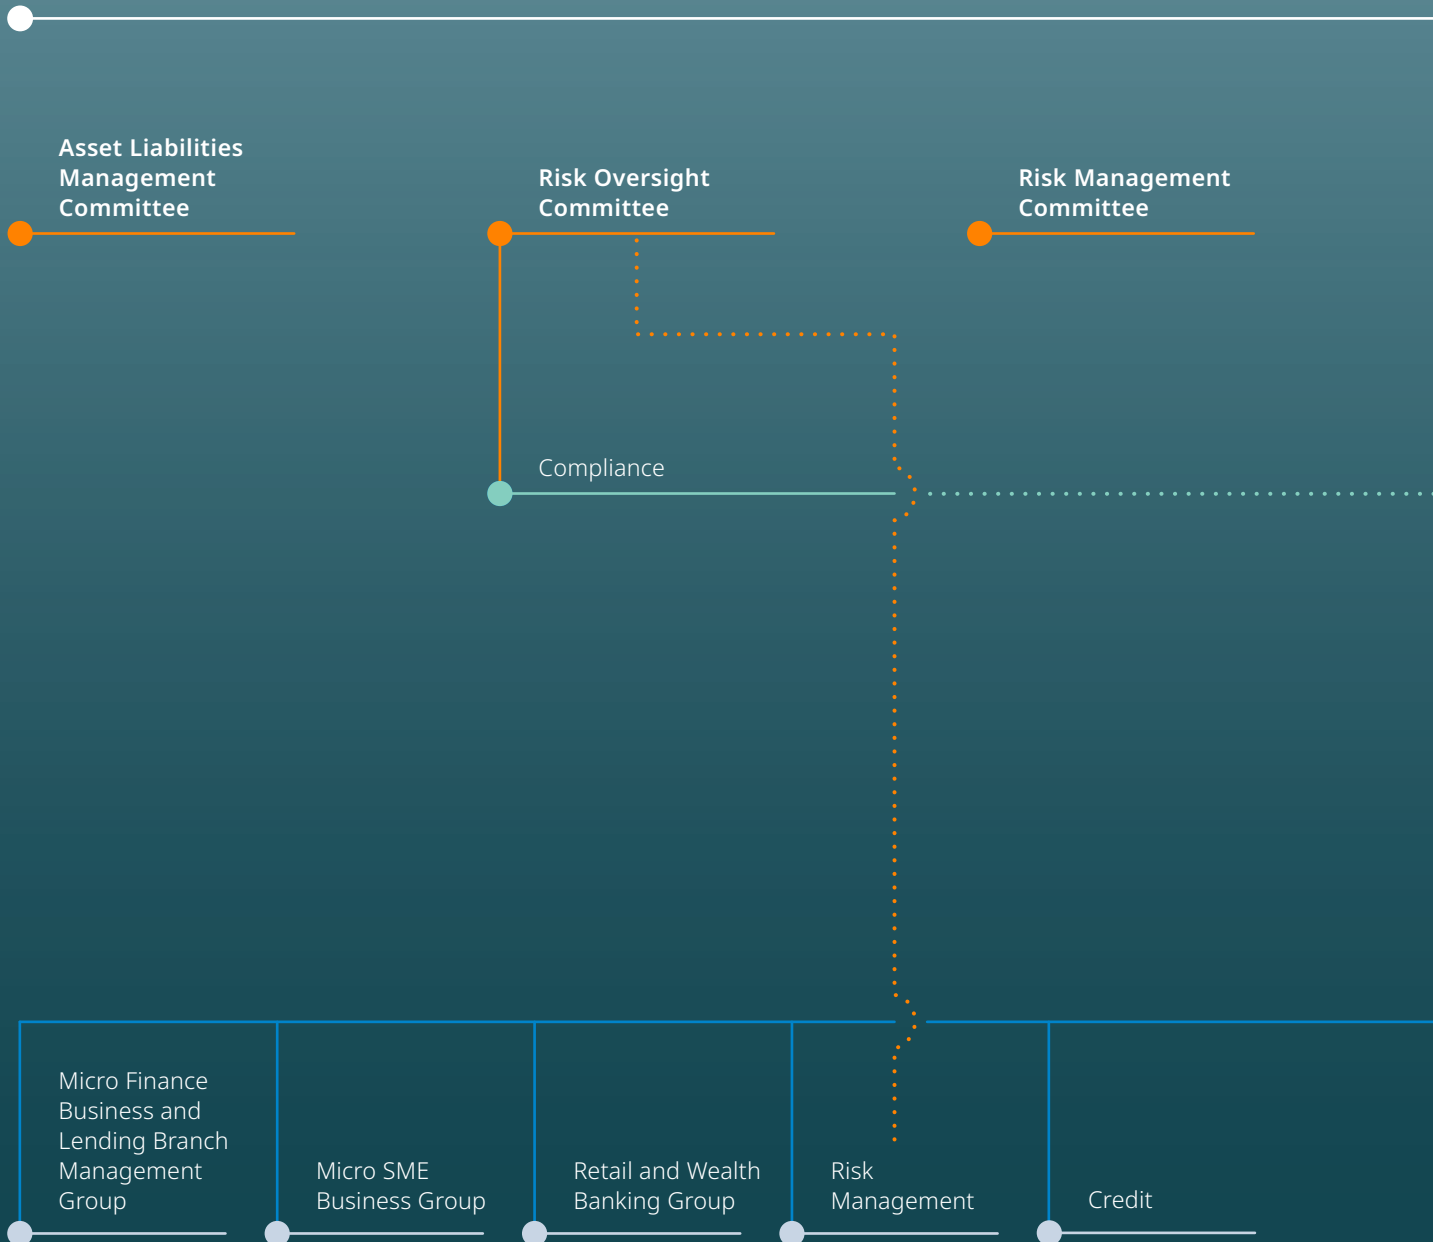 Asset Liabilities
Management
Committee
Risk Oversight
Committee
Risk Management
Committee
Compliance
Micro Finance
Business and
Lending Branch
Management
Group
Micro SME
Business Group
Retail and Wealth
Banking Group
Risk
Management
Credit